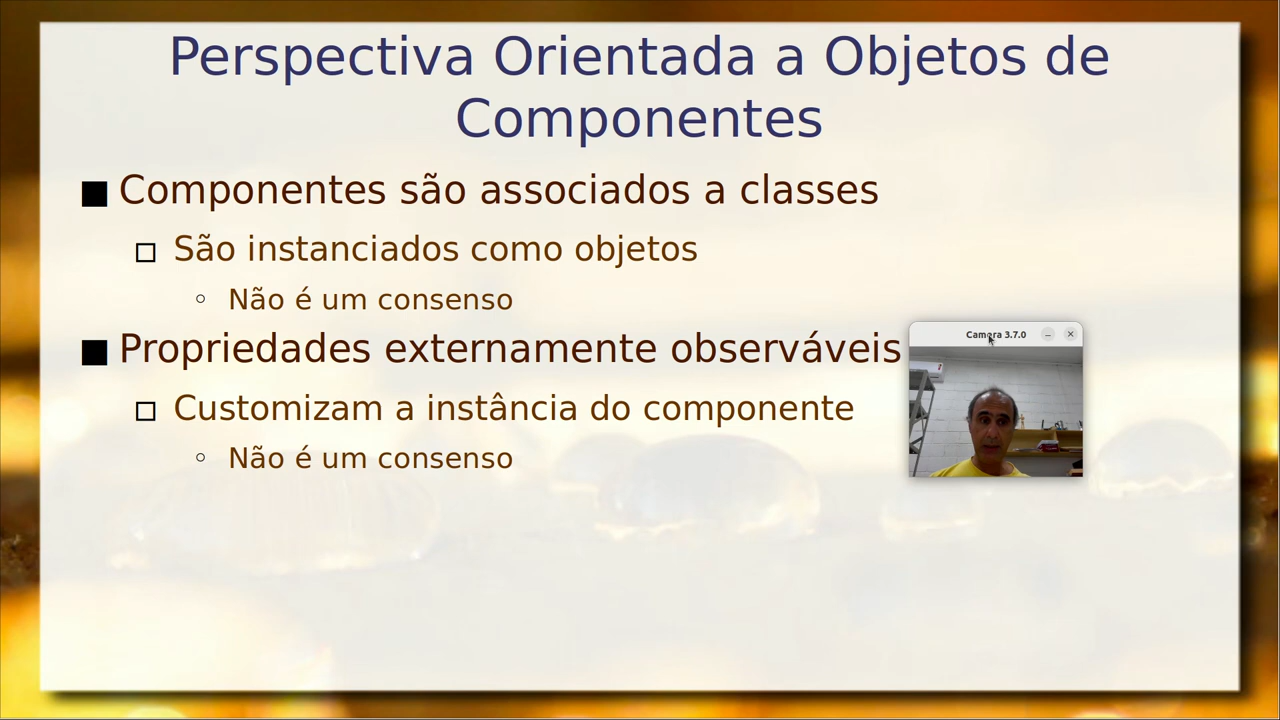 Perspectiva Orientada a Objetos de
Componentes
Componentes são associados a classes
São instanciados como objetos
Não é um consenso
Propriedades externamente observáveis
Camera 3.7.0
Customizam a instância do componente
Não é um consenso